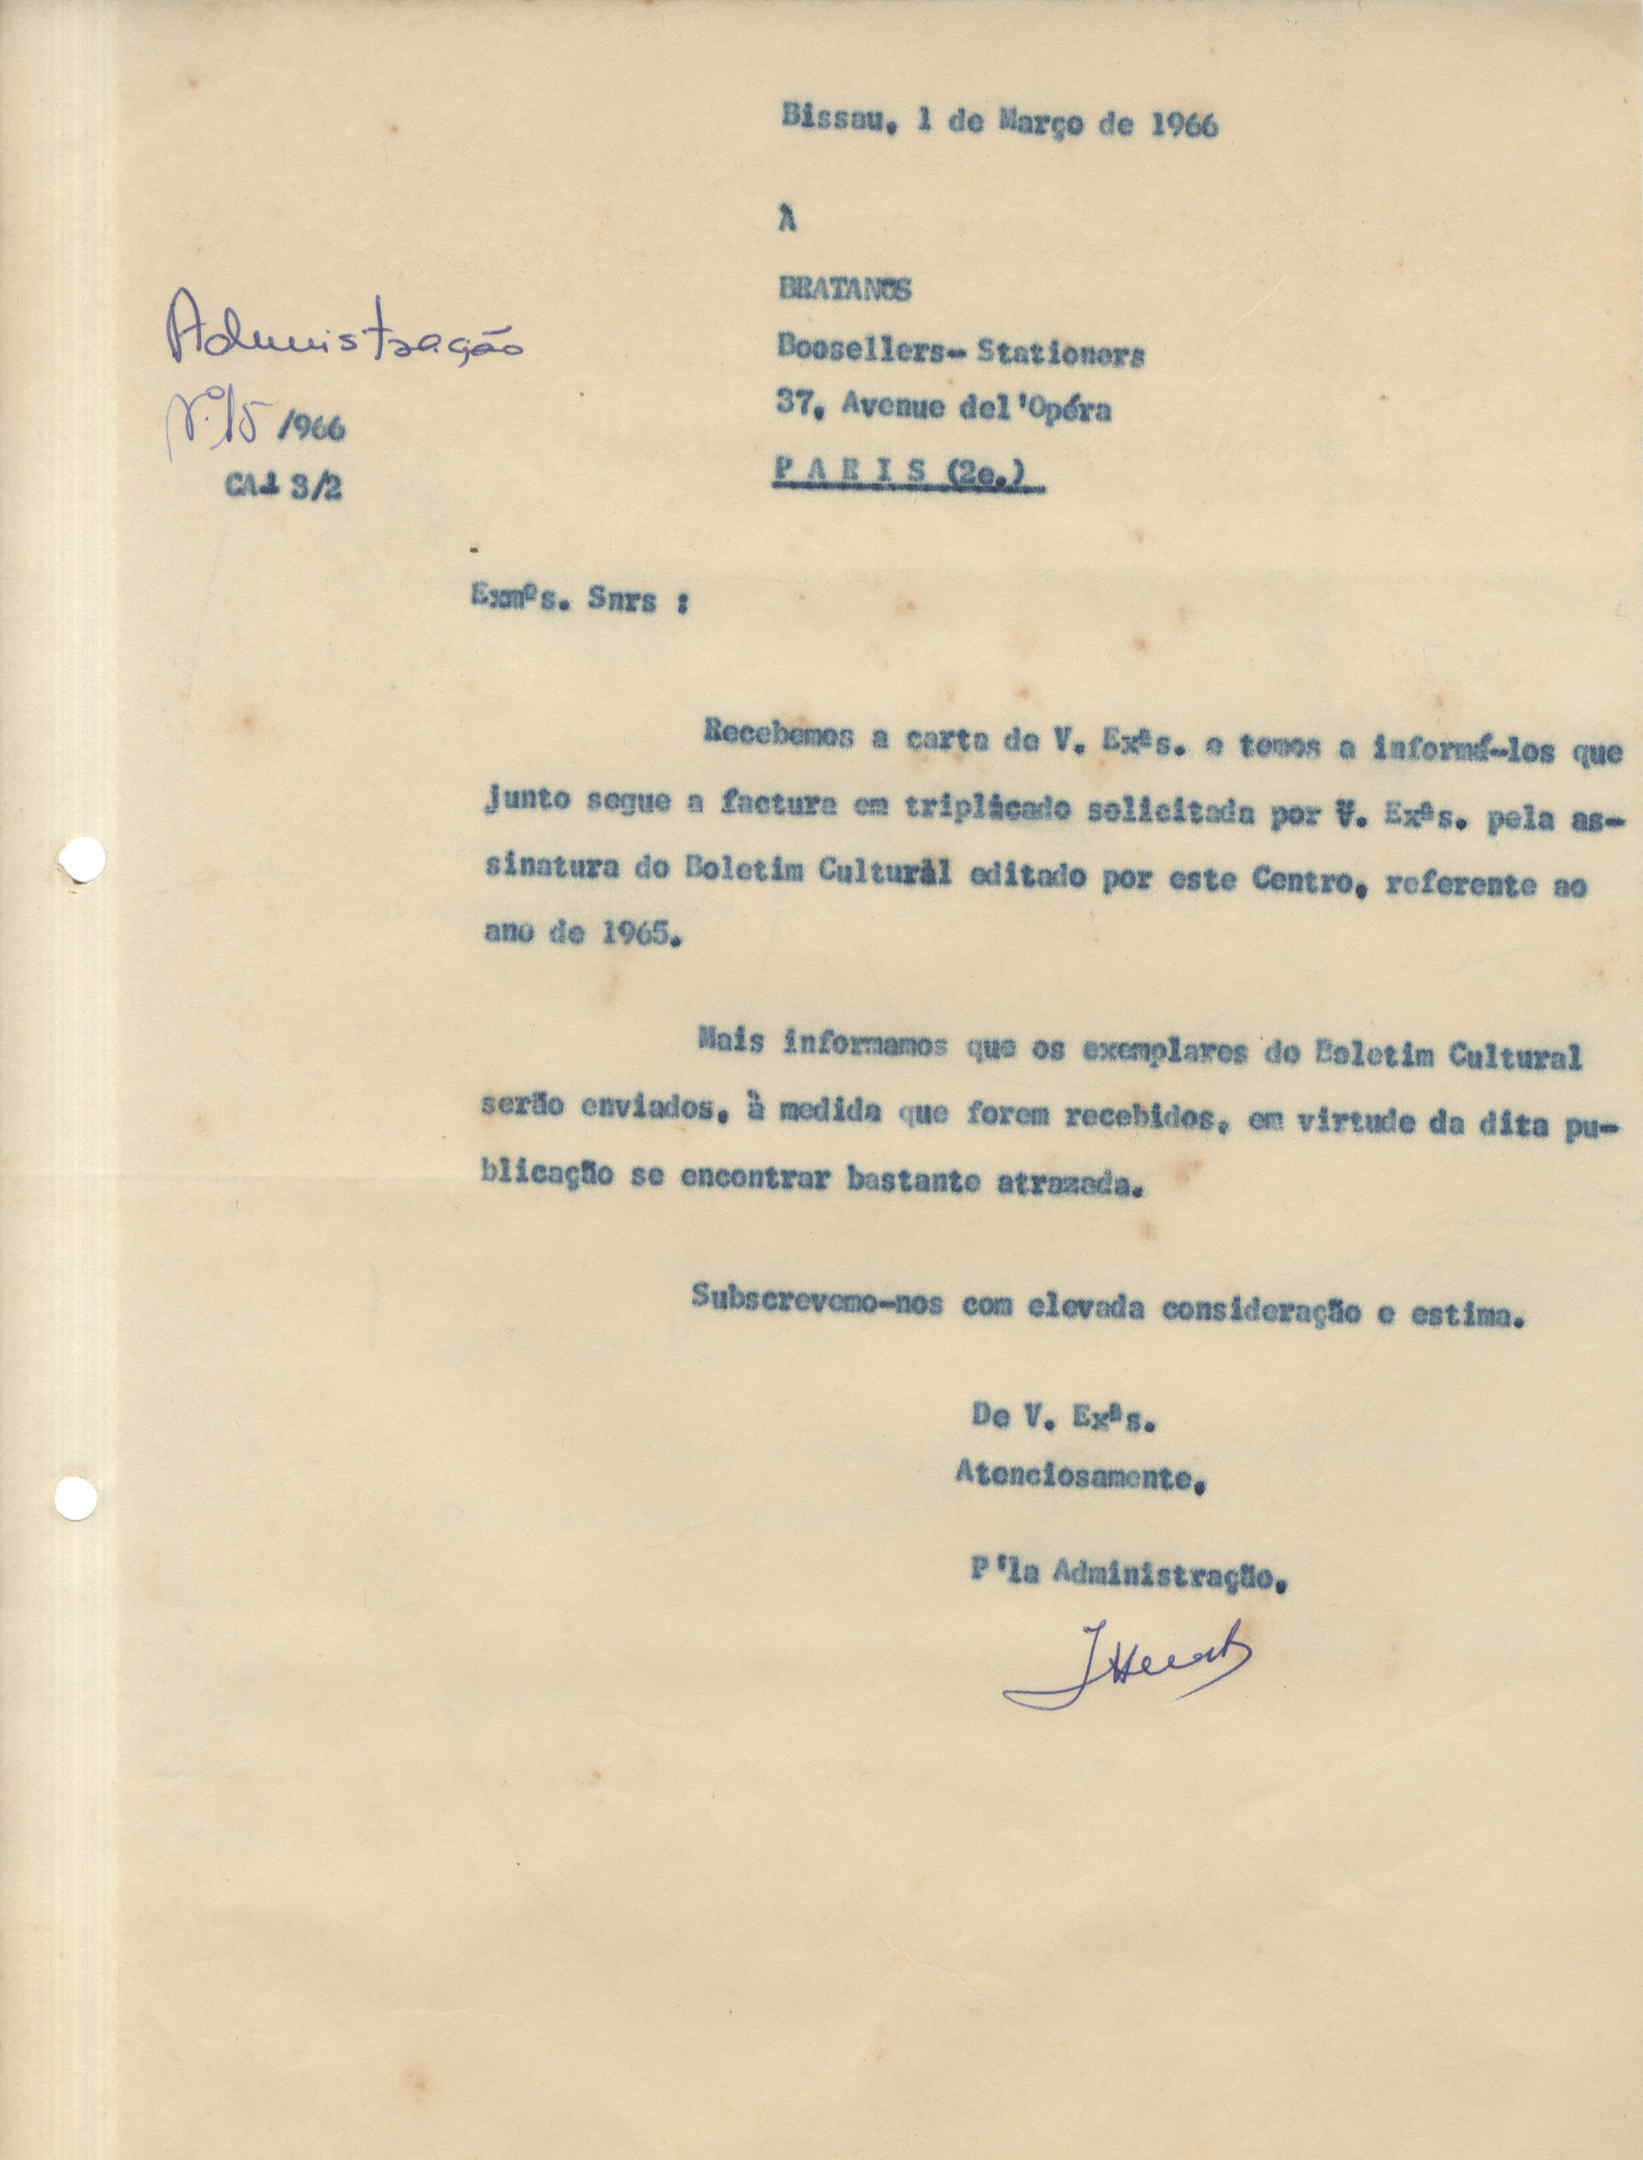 Bissau, 1 de Março de 1966
À
BRATANOS
Boosellers- Stationers
37, Avenue del'Opéra
P A R I S (2e.)
Administração
Nº.15 /966
CA- 3/2
Exmºs. Snrs :
Recebemos a carta de V. Exªs. e temos a informá-los que
junto segue a factura em triplicado solicitada por V. Exªs. pela as-
sinatura do Boletim Cultural editado por este Centro, referente ao
ano de 1965.
Mais informamos que os exemplares do Boletim Cultural
serão enviados, à medida que forem recebidos, em virtude da dita pu-
blicação se encontrar bastante atrazada.
Subscrevemo-nos com elevada consideração e estima.
De V. Exªs.
Atenciosamente,
P'la Administração,